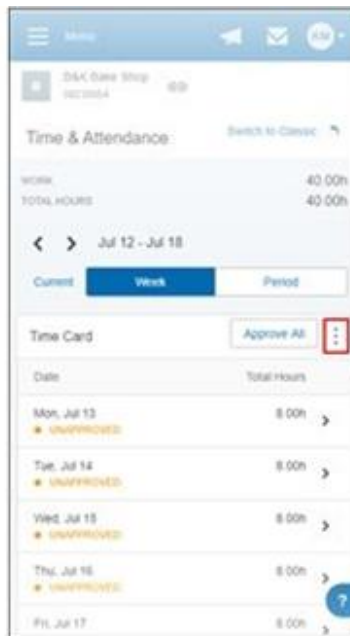 Menu
KM
D&K Bake Shop
Time & Attendance
Switch to Classic
WORK 40.00h
TOTAL HOURS 40.00h
Jul 12 - Jul 18
Current Week Period
Time Card Approve All
Date Total Hours
Mon, Jul 13 8.00h
UNAPPROVED
Tue, Jul 14 8.00h
UNAPPROVED
Wed, Jul 15 8.00h
UNAPPROVED
Thu, Jul 16 8.00h
UNAPPROVED
?
Fri, Jul 17 8.00h